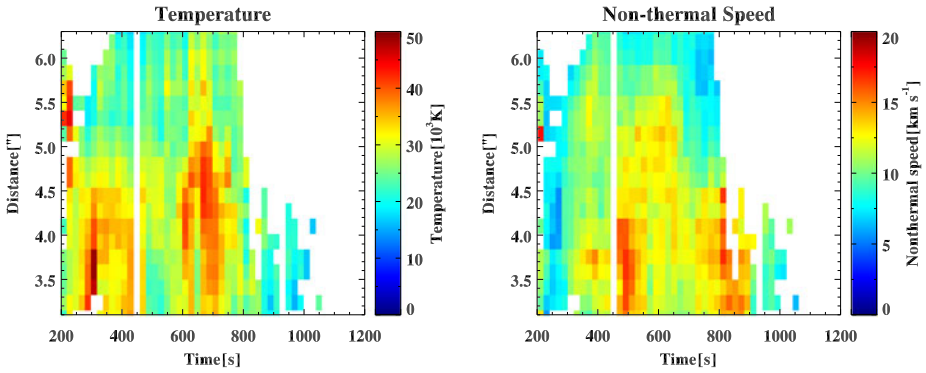 Temperature
Non-thermal Speed
Distance["]
6.0
5.5
5.0
4.5
4.0
3.5
200 400 600 800 1000 1200
Time[s]
50
40
30
20
10
0
Temperature[10³K]
Distance["]
6.0
5.5
5.0
4.5
4.0
3.5
200 400 600 800 1000 1200
Time[s]
20
15
10
5
0
Nonthermal speed[km s⁻¹]